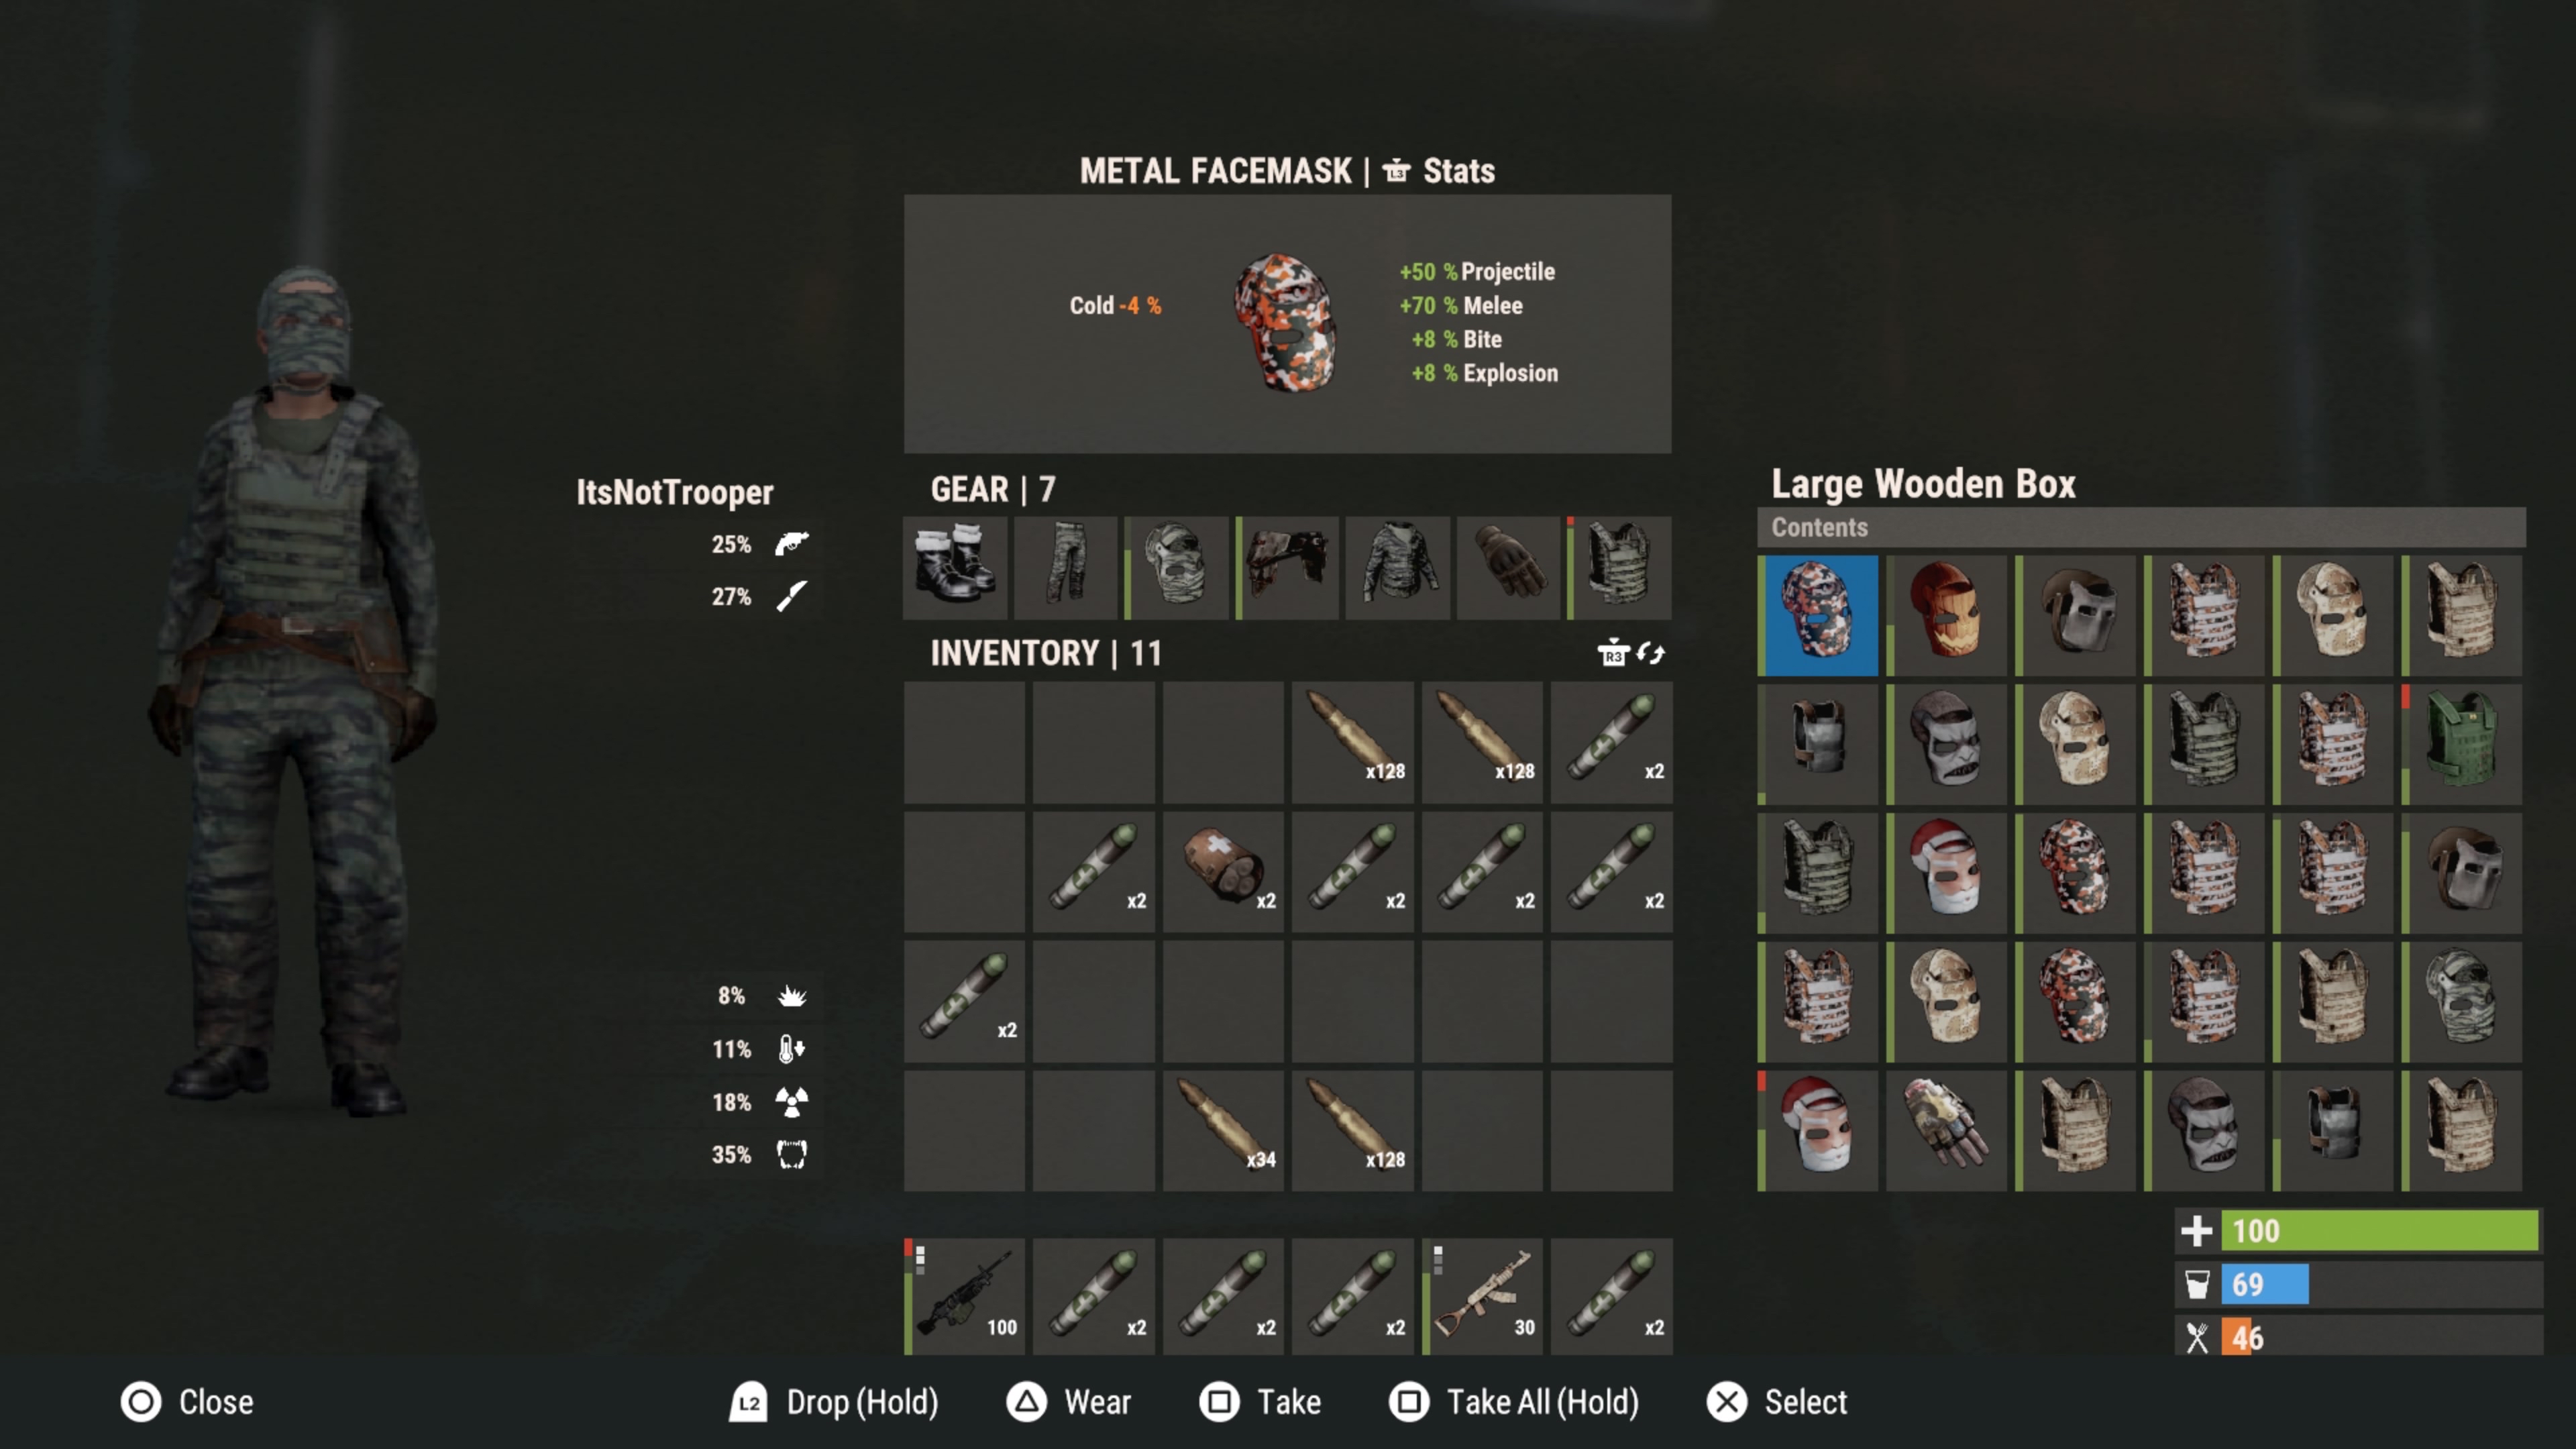 METAL FACEMASK | L3 Stats
Cold -4 %
+50 % Projectile
+70 % Melee
+8 % Bite
+8 % Explosion
ItsNotTrooper
25%
27%
8%
11%
18%
35%
GEAR | 7
INVENTORY | 11
R3
x128
x128
x2
x2
x2
x2
x2
x2
x2
x34
x128
100
x2
x2
x2
30
x2
Large Wooden Box
Contents
100
69
46
Close
L2 Drop (Hold)
Wear
Take
Take All (Hold)
Select